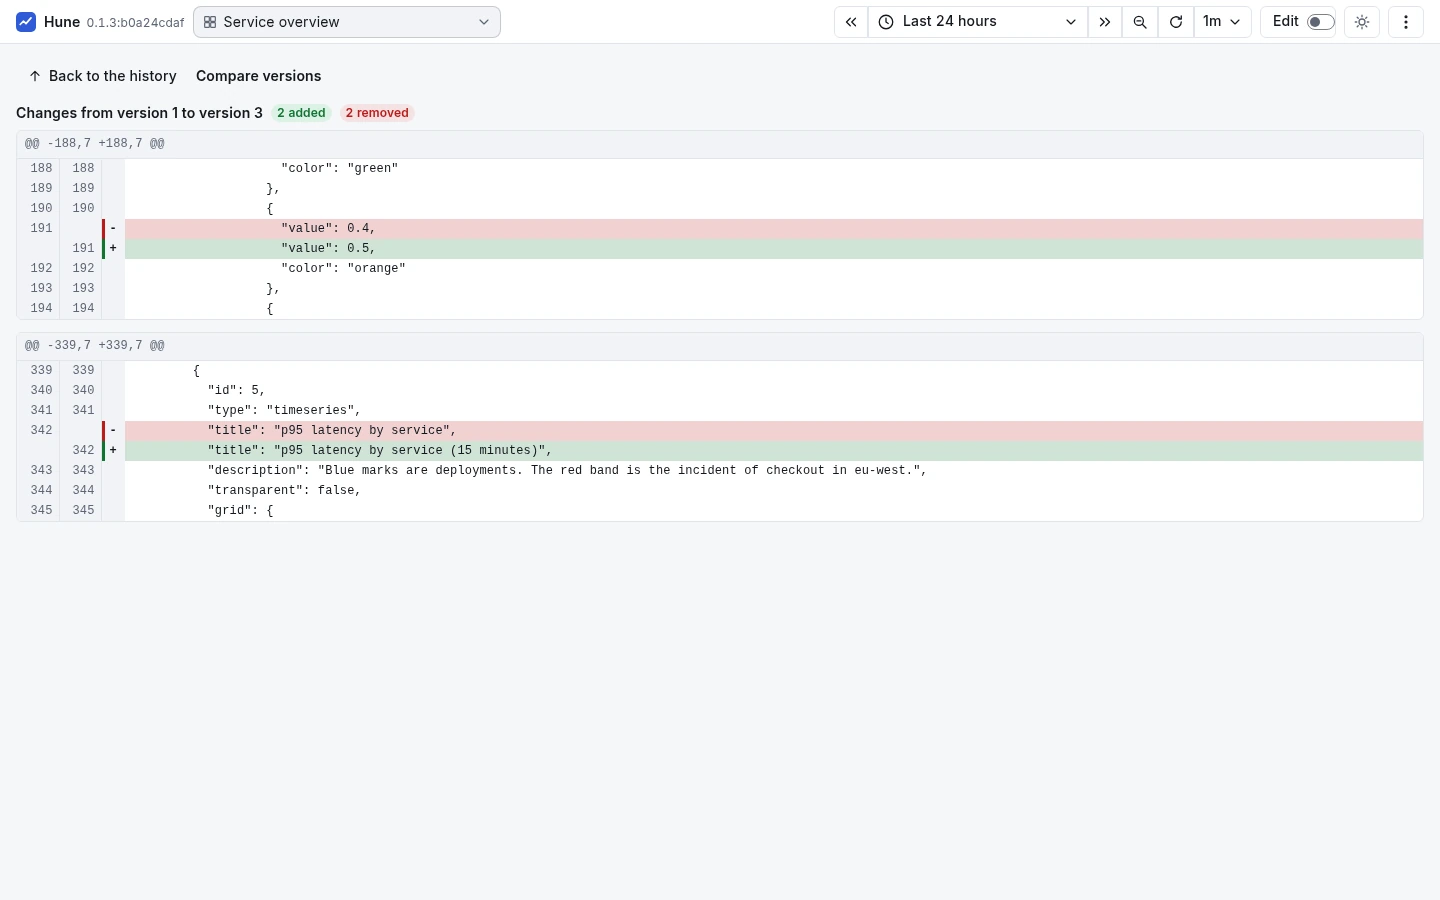 Hune 0.1.3:b0a24cdaf Service overview Last 24 hours 1m Edit
Back to the history Compare versions
Changes from version 1 to version 3 2 added 2 removed
@@ -188,7 +188,7 @@
188 188 "color": "green"
189 189 },
190 190 {
191 - "value": 0.4,
191 + "value": 0.5,
192 192 "color": "orange"
193 193 },
194 194 {
@@ -339,7 +339,7 @@
339 339 {
340 340 "id": 5,
341 341 "type": "timeseries",
342 - "title": "p95 latency by service",
342 + "title": "p95 latency by service (15 minutes)",
343 343 "description": "Blue marks are deployments. The red band is the incident of checkout in eu-west.",
344 344 "transparent": false,
345 345 "grid": {